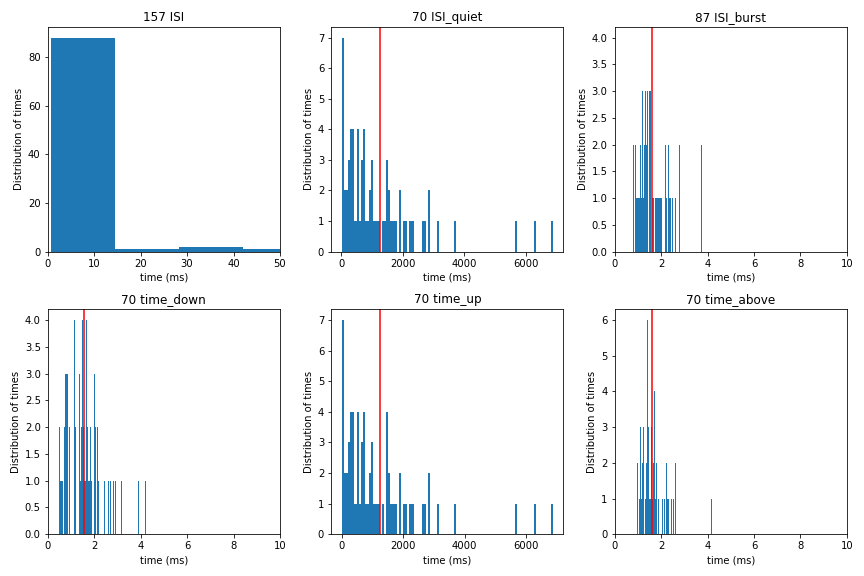 157 ISI
70 ISI_quiet
87 ISI_burst
Distribution of times
80
60
40
20
0
0 10 20 30 40 50
time (ms)
Distribution of times
7
6
5
4
3
2
1
0
0 2000 4000 6000
time (ms)
Distribution of times
4.0
3.5
3.0
2.5
2.0
1.5
1.0
0.5
0.0
0 2 4 6 8 10
time (ms)
70 time_down
70 time_up
70 time_above
Distribution of times
4.0
3.5
3.0
2.5
2.0
1.5
1.0
0.5
0.0
0 2 4 6 8 10
time (ms)
Distribution of times
7
6
5
4
3
2
1
0
0 2000 4000 6000
time (ms)
Distribution of times
6
5
4
3
2
1
0
0 2 4 6 8 10
time (ms)